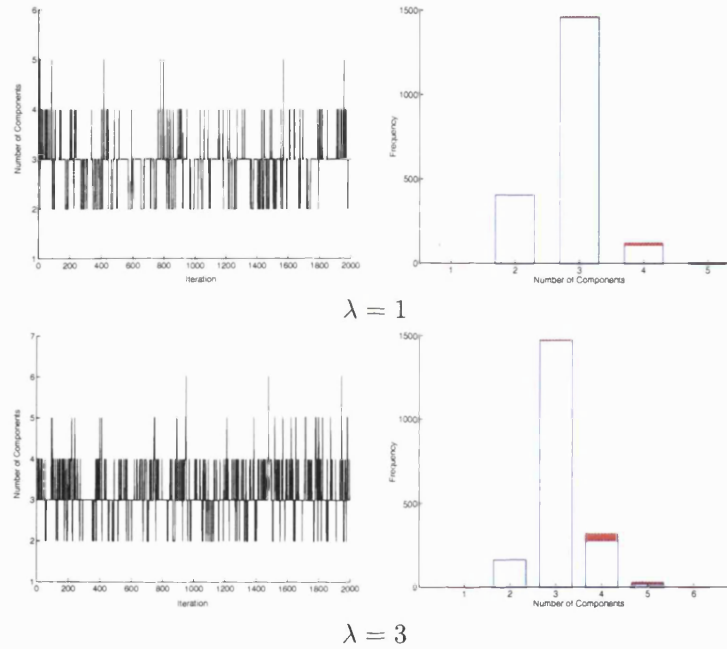 6
5
4
3
2
1
Number of Components
0 200 400 600 800 1000 1200 1400 1600 1800 2000
Iteration
1500
1000
500
0
Frequency
1 2 3 4 5
Number of Components
λ = 1
7
6
5
4
3
2
1
Number of Components
0 200 400 600 800 1000 1200 1400 1600 1800 2000
Iteration
1500
1000
500
0
Frequency
1 2 3 4 5 6
Number of Components
λ = 3